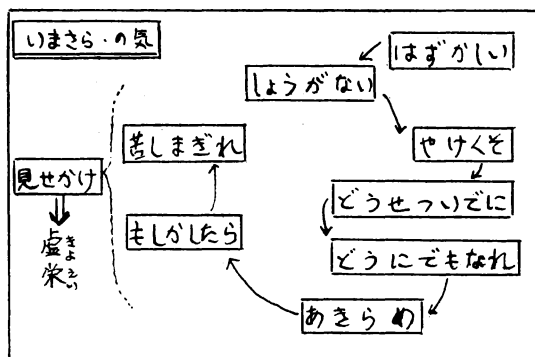 いまさら・の気
はずかしい
しょうがない
やけくそ
どうせついでに
どうにでもなれ
あきらめ
もしかしたら
苦しまぎれ
見せかけ
虚栄
きょえい